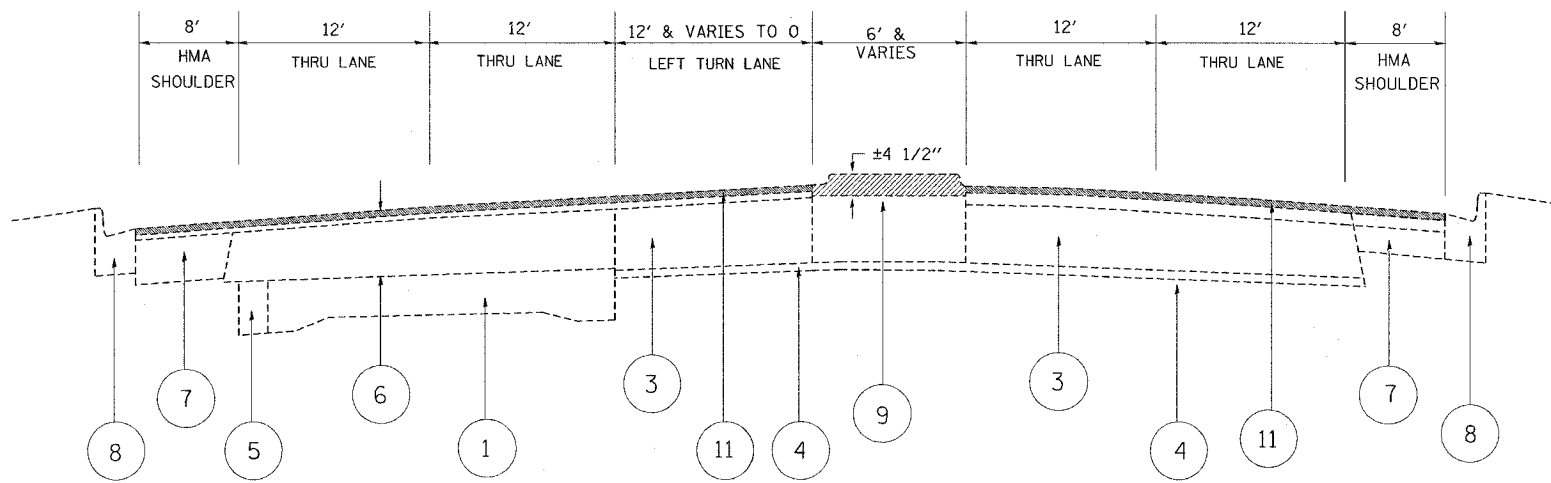 8'
12'
12'
12' & VARIES TO 0
6' &
VARIES
12'
12'
8'
HMA
SHOULDER
THRU LANE
THRU LANE
LEFT TURN LANE
THRU LANE
THRU LANE
HMA
SHOULDER
±4 1/2"
8
7
5
6
1
3
11
4
9
3
4
11
7
8